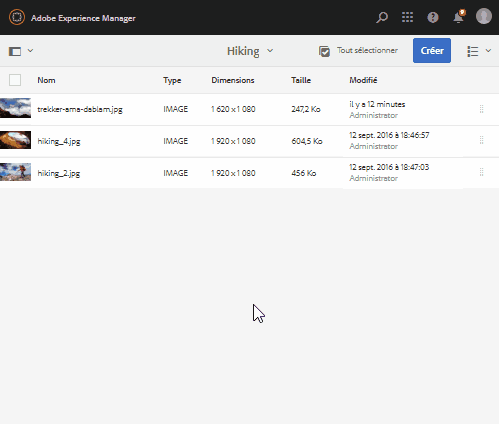 Adobe Experience Manager
Hiking
Tout sélectionner
Créer
Nom Type Dimensions Taille Modifié
trekker-ama-dablam.jpg IMAGE 1 620 x 1 080 247,2 Ko il y a 12 minutes
Administrator
hiking_4.jpg IMAGE 1 920 x 1 080 604,5 Ko 12 sept. 2016 à 18:46:57
Administrator
hiking_2.jpg IMAGE 1 920 x 1 080 456 Ko 12 sept. 2016 à 18:47:03
Administrator